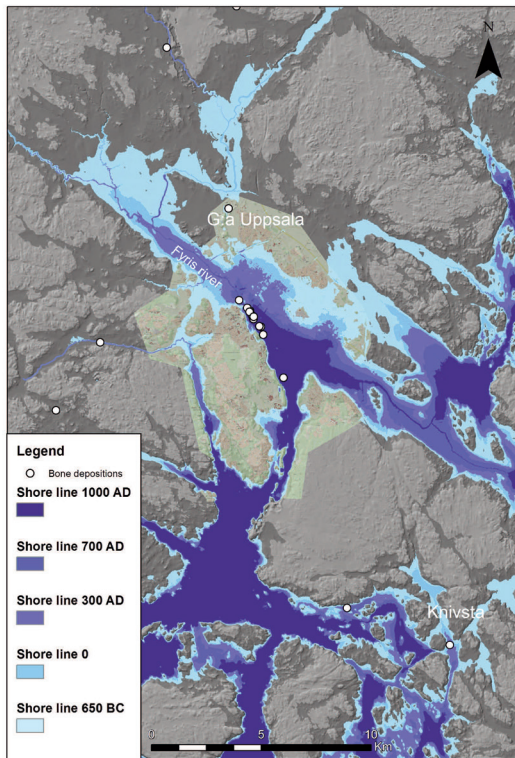 N
G:a Uppsala
Fyris river
Knivsta
Legend
Bone depositions
Shore line 1000 AD
Shore line 700 AD
Shore line 300 AD
Shore line 0
Shore line 650 BC
0 5 10
Km